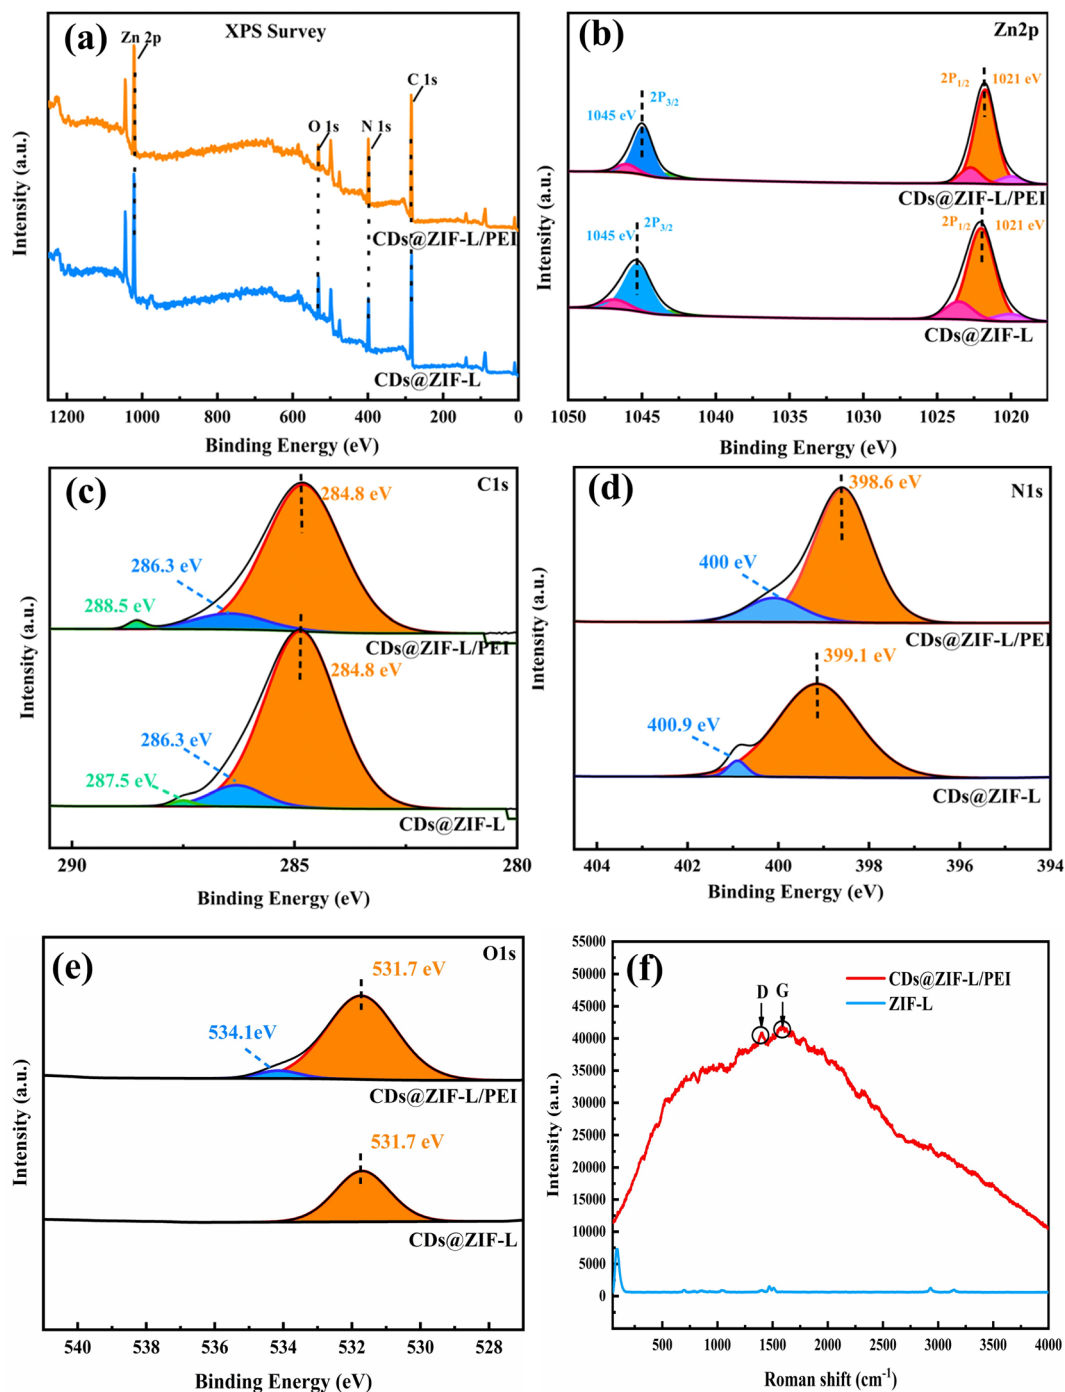 (a)
XPS Survey
Zn 2p
C 1s
O 1s
N 1s
CDs@ZIF-L/PEI
CDs@ZIF-L
Intensity (a.u.)
1200 1000 800 600 400 200 0
Binding Energy (eV)
(b)
Zn2p
2P1/2 1021 eV
2P3/2
1045 eV
CDs@ZIF-L/PEI
2P1/2 1021 eV
2P3/2
1045 eV
CDs@ZIF-L
Intensity (a.u.)
1050 1045 1040 1035 1030 1025 1020
Binding Energy (eV)
(c)
C1s
284.8 eV
286.3 eV
288.5 eV
CDs@ZIF-L/PEI
284.8 eV
286.3 eV
287.5 eV
CDs@ZIF-L
Intensity (a.u.)
290 285 280
Binding Energy (eV)
(d)
N1s
398.6 eV
400 eV
CDs@ZIF-L/PEI
399.1 eV
400.9 eV
CDs@ZIF-L
Intensity (a.u.)
404 402 400 398 396 394
Binding Energy (eV)
(e)
O1s
531.7 eV
534.1eV
CDs@ZIF-L/PEI
531.7 eV
CDs@ZIF-L
Intensity (a.u.)
540 538 536 534 532 530 528
Binding Energy (eV)
(f)
CDs@ZIF-L/PEI
ZIF-L
D G
55000
50000
45000
40000
35000
30000
25000
20000
15000
10000
5000
0
Intensity (a.u.)
500 1000 1500 2000 2500 3000 3500 4000
Roman shift (cm-1)